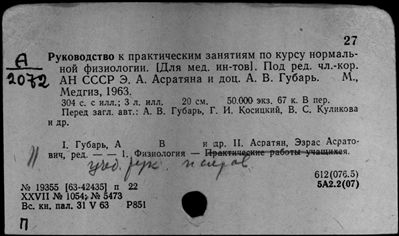 27
А
2072
Руководство к практическим занятиям по курсу нормаль-
ной физиологии. [Для мед. ин-тов]. Под ред. чл.-кор.
АН СССР Э. А. Асратяна и доц. А. В. Губарь. М.,
Медгиз, 1963.
304 с. с илл.; 3 л. илл. 20 см. 50.000 экз. 67 к. В пер.
Перед загл. авт.: А. В. Губарь, Г. И. Косицкий, В. С. Куликова
и др.
I. Губарь, А В и др. II. Асратян, Эзрас Асрато-
вич, ред. — — 1. Физиология — Практические работы учащихся.
уч. рук.
612(076.5)
№ 19355 [63-42435] п 22 5А2.2(07)
XXVII № 1054; № 5473
Вс. кн. пал. 31 V 63 Р851
П